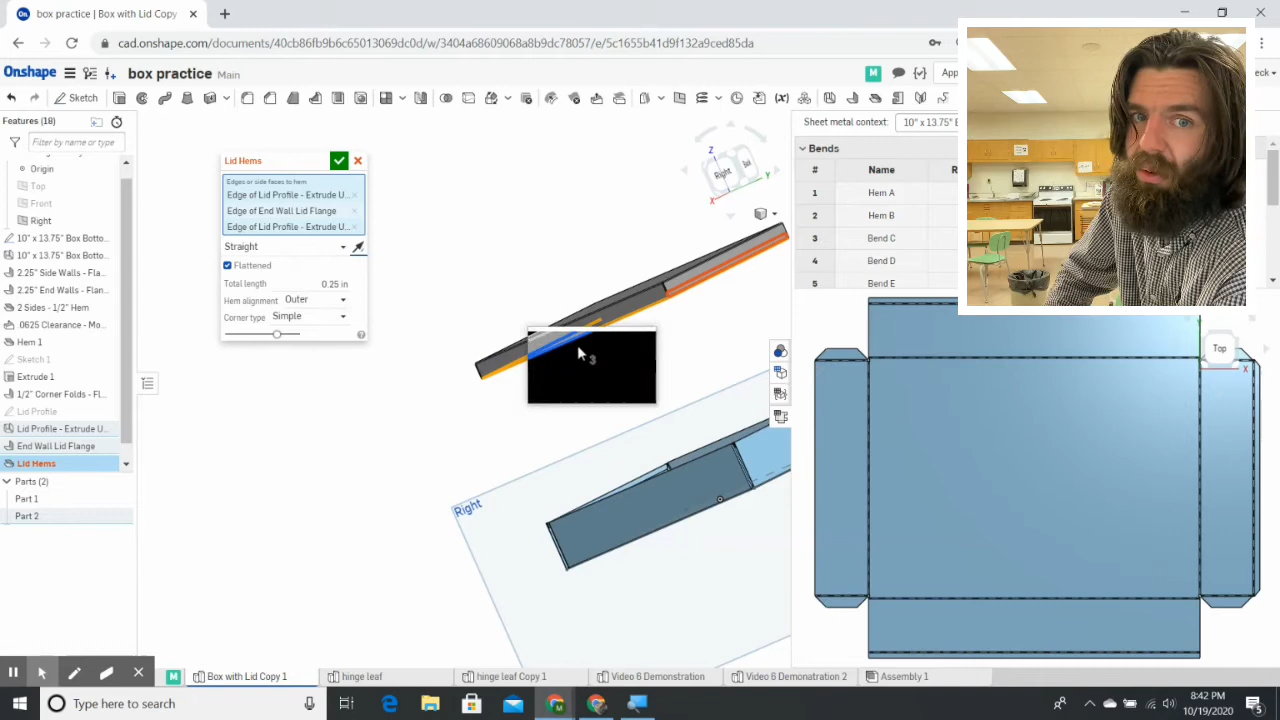 box practice | Box with Lid Copy
cad.onshape.com/documents/40cb86fb9b6c65013069dc0d/w/3404a68609068a8b9dc78057/e/5c1655b41d9f132a9ced85da
Onshape
box practice Main
App
Sketch
Features (18)
Filter by name or type
Origin
Top
Front
Right
10" x 13.75" Box Botto...
10" x 13.75" Box Botto...
2.25" Side Walls - Fla...
2.25" End Walls - Flan...
2 Sides - 1/2" Hem
.0625 Clearance - Mo...
Hem 1
Sketch 1
Extrude 1
1/2" Corner Folds - Fl...
Lid Profile
Lid Profile - Extrude U...
End Wall Lid Flange
Lid Hems
Parts (2)
Part 1
Part 2
Lid Hems
Edges or side faces to hem
Edge of Lid Profile - Extrude U...
Edge of End Wall Lid Flange
Edge of Lid Profile - Extrude U...
Straight
Flattened
Total length 0.25 in
Hem alignment Outer
Corner type Simple
Z
Right
Y
X
3
Right
Sheet metal context: 10" x 13.75" B
Bends
# Name R
1 Hem A
2 Hem B
3 Bend C
4 Bend D
5 Bend E
Top
X
Box with Lid Copy 1
hinge leaf
hinge leaf Copy 1
Video 6 Demonstration
Video 6 Demonatration 2
Assembly 1
Type here to search
8:42 PM
10/19/2020
5